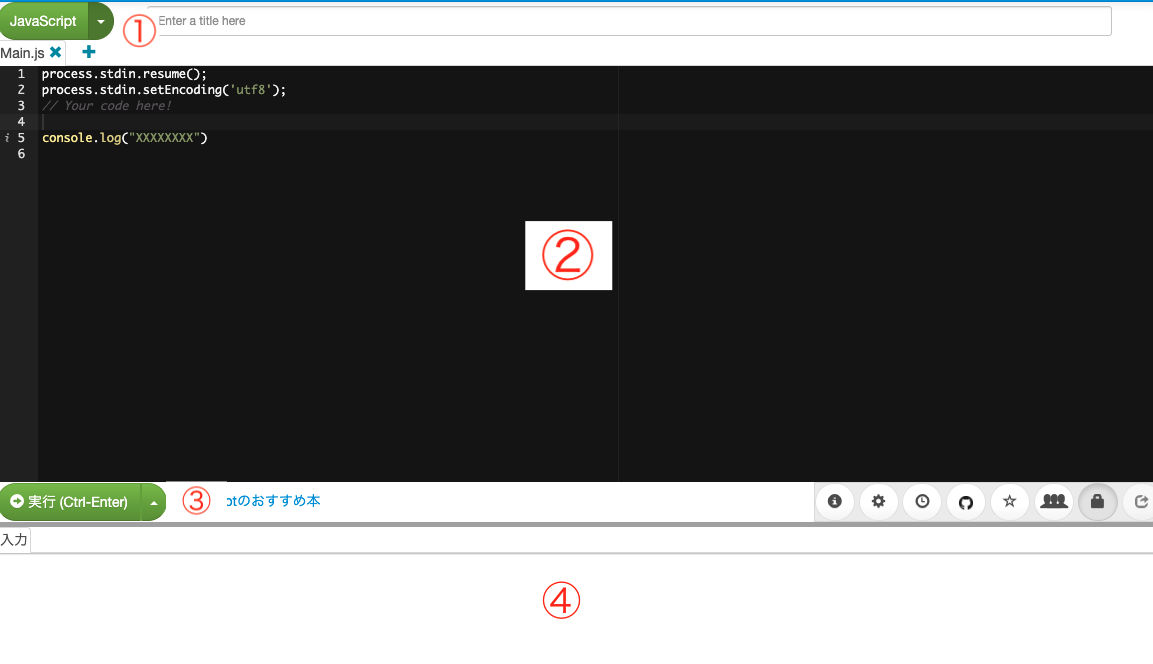 JavaScript
①
Enter a title here
Main.js
1 process.stdin.resume();
2 process.stdin.setEncoding('utf8');
3 // Your code here!
4
i 5 console.log("XXXXXXXX")
6
②
実行 (Ctrl-Enter)
③
ptのおすすめ本
入力
④